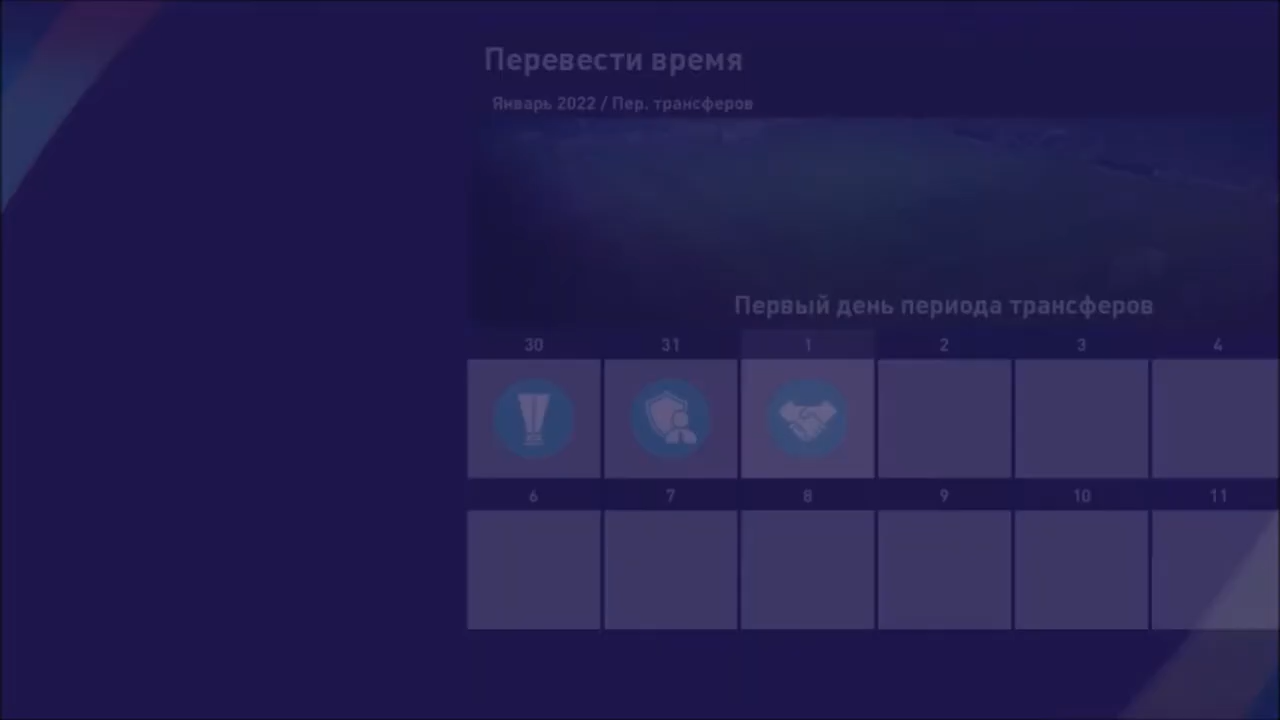 Перевести время
Январь 2022 / Пер. трансферов
Первый день периода трансферов
30 31 1 2 3 4
6 7 8 9 10 11